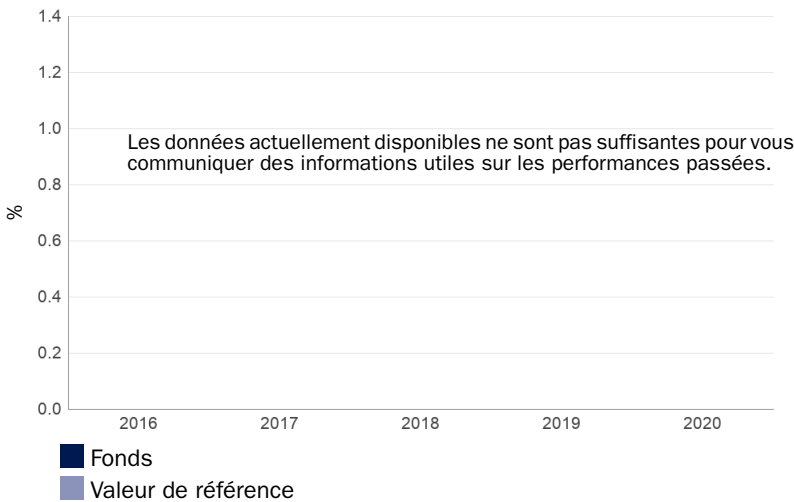 1.4
1.2
1.0
Les données actuellement disponibles ne sont pas suffisantes pour vous
communiquer des informations utiles sur les performances passées.
0.8
%
0.6
0.4
0.2
0.0
2016 2017 2018 2019 2020
Fonds
Valeur de référence